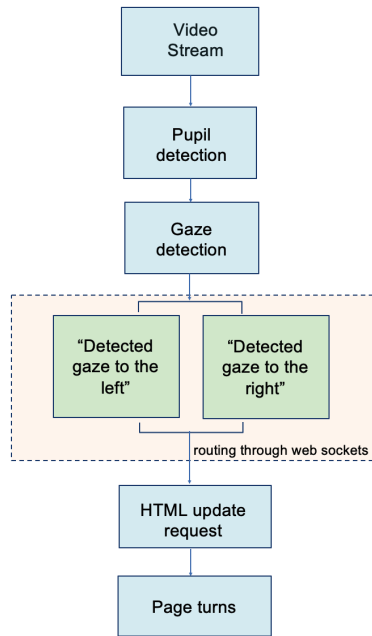 Video
Stream
Pupil
detection
Gaze
detection
“Detected
gaze to the
left”
“Detected
gaze to the
right”
routing through web sockets
HTML update
request
Page turns